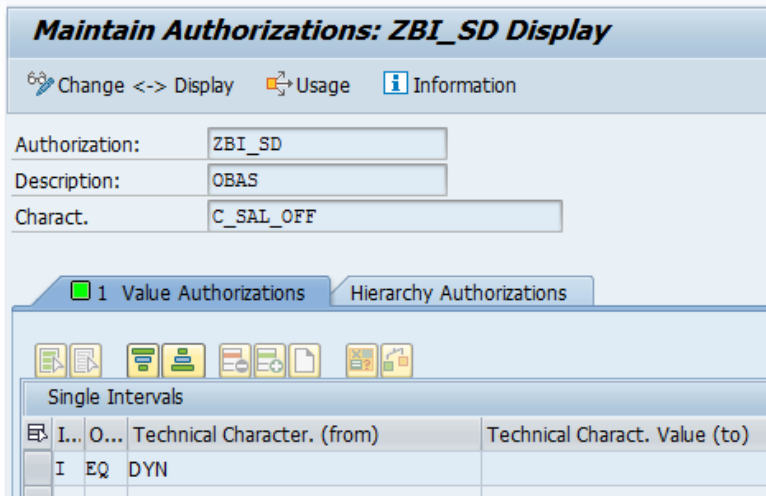 Maintain Authorizations: ZBI_SD Display
Change <-> Display Usage Information
Authorization: ZBI_SD
Description: OBAS
Charact. C_SAL_OFF
1 Value Authorizations Hierarchy Authorizations
Single Intervals
I... O... Technical Character. (from) Technical Charact. Value (to)
I EQ DYN